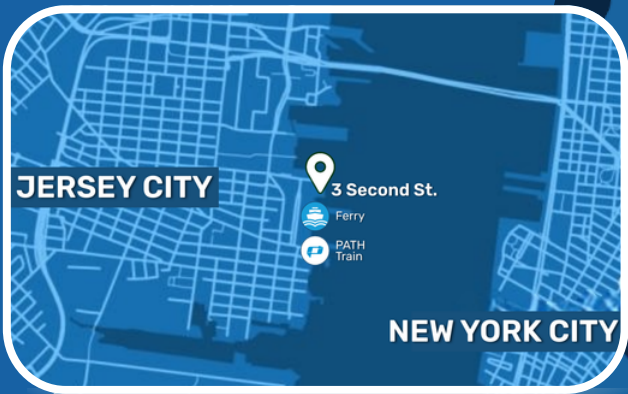 JERSEY CITY
3 Second St.
Ferry
PATH
Train
NEW YORK CITY